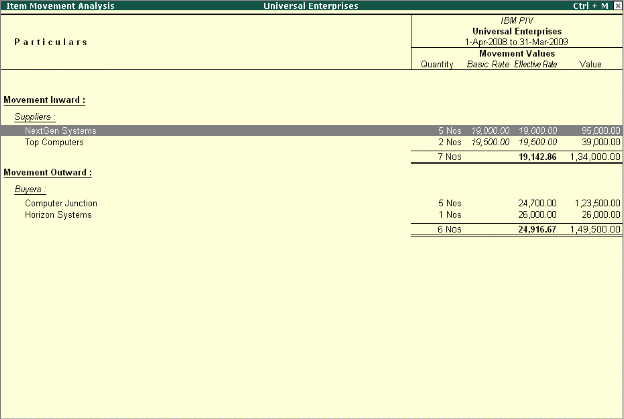 Item Movement Analysis Universal Enterprises Ctrl + M
IBM PIV
Universal Enterprises
Particulars 1-Apr-2008 to 31-Mar-2009
Movement Values
Quantity Basic Rate Effective Rate Value
Movement Inward :
Suppliers :
NextGen Systems 5 Nos 19,000.00 19,000.00 95,000.00
Top Computers 2 Nos 19,500.00 19,500.00 39,000.00
7 Nos 19,142.86 1,34,000.00
Movement Outward :
Buyers :
Computer Junction 5 Nos 24,700.00 1,23,500.00
Horizon Systems 1 Nos 26,000.00 26,000.00
6 Nos 24,916.67 1,49,500.00